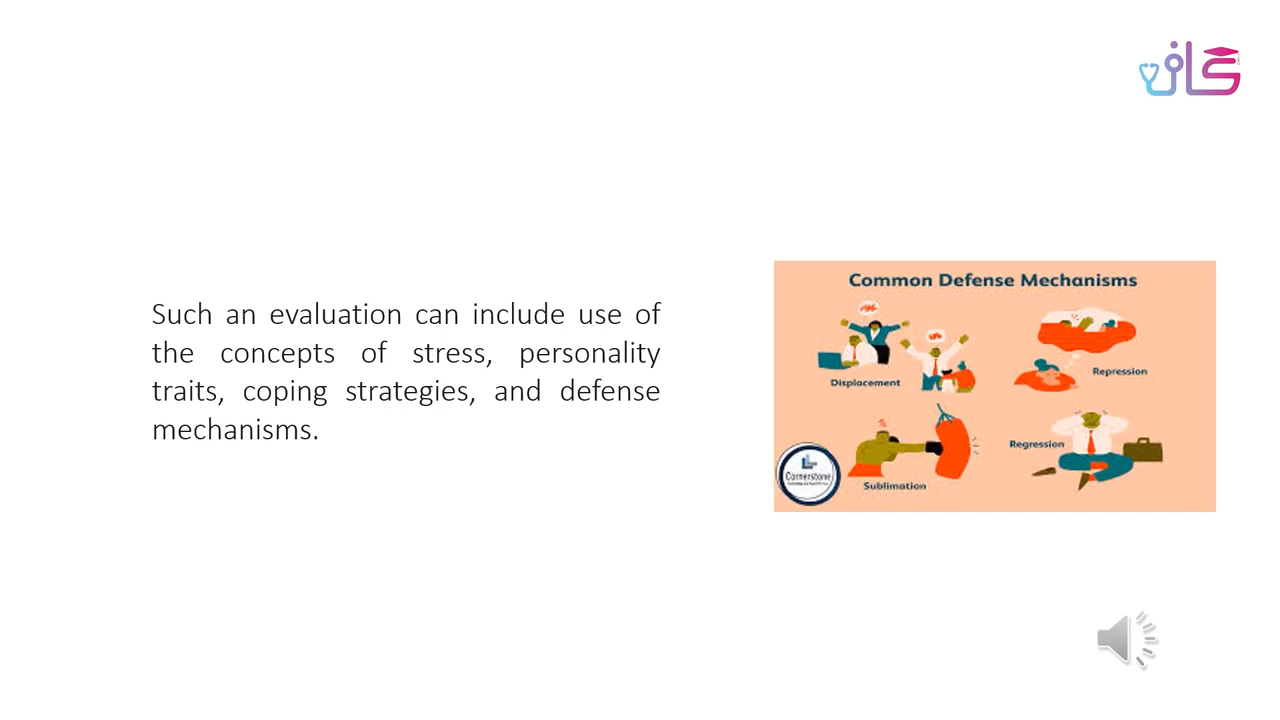 كاف
Such an evaluation can include use of
the concepts of stress, personality
traits, coping strategies, and defense
mechanisms.
Common Defense Mechanisms
Displacement
Repression
Sublimation
Regression
Cornerstone